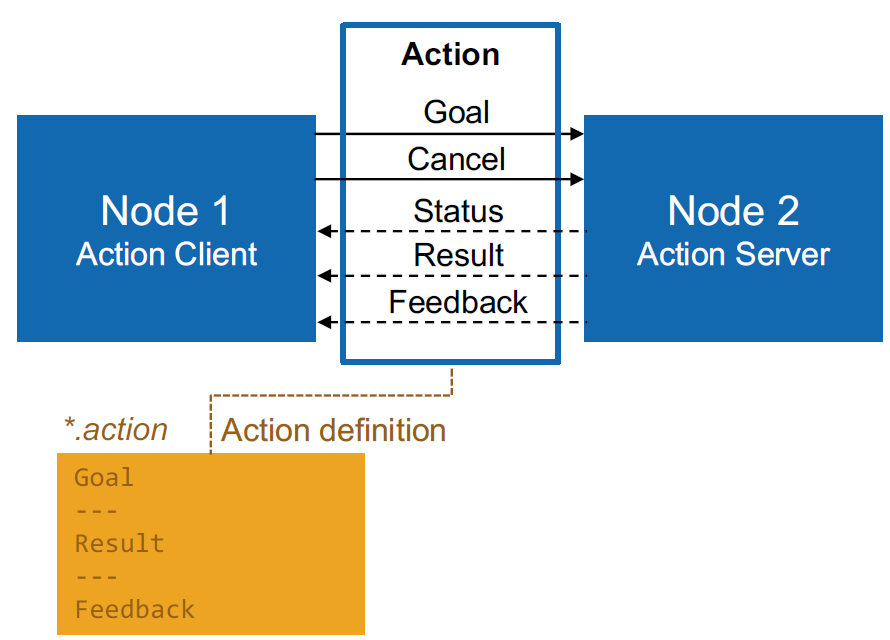 Action
Goal
Cancel
Status
Result
Feedback
Node 1
Action Client
Node 2
Action Server
*.action
Action definition
Goal
---
Result
---
Feedback